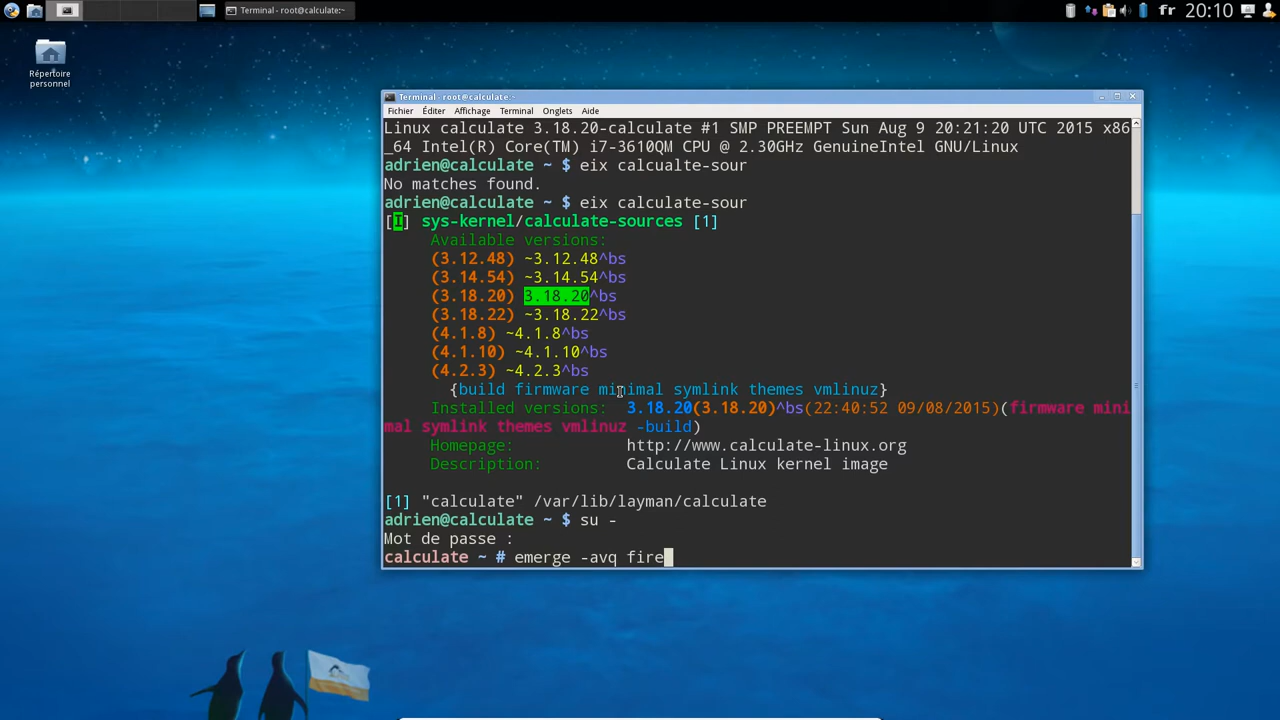 Terminal - root@calculate:~
fr
20:10
Répertoire
personnel
Terminal - root@calculate:~
Fichier Éditer Affichage Terminal Onglets Aide
Linux calculate 3.18.20-calculate #1 SMP PREEMPT Sun Aug 9 20:21:20 UTC 2015 x86
_64 Intel(R) Core(TM) i7-3610QM CPU @ 2.30GHz GenuineIntel GNU/Linux
adrien@calculate ~ $ eix calcualte-sour
No matches found.
adrien@calculate ~ $ eix calculate-sour
[I] sys-kernel/calculate-sources [1]
Available versions:
(3.12.48) ~3.12.48^bs
(3.14.54) ~3.14.54^bs
(3.18.20) 3.18.20^bs
(3.18.22) ~3.18.22^bs
(4.1.8) ~4.1.8^bs
(4.1.10) ~4.1.10^bs
(4.2.3) ~4.2.3^bs
{build firmware minimal symlink themes vmlinuz}
Installed versions: 3.18.20(3.18.20)^bs(22:40:52 09/08/2015)(firmware mini
mal symlink themes vmlinuz -build)
Homepage: http://www.calculate-linux.org
Description: Calculate Linux kernel image
[1] "calculate" /var/lib/layman/calculate
adrien@calculate ~ $ su -
Mot de passe :
calculate ~ # emerge -avq fire